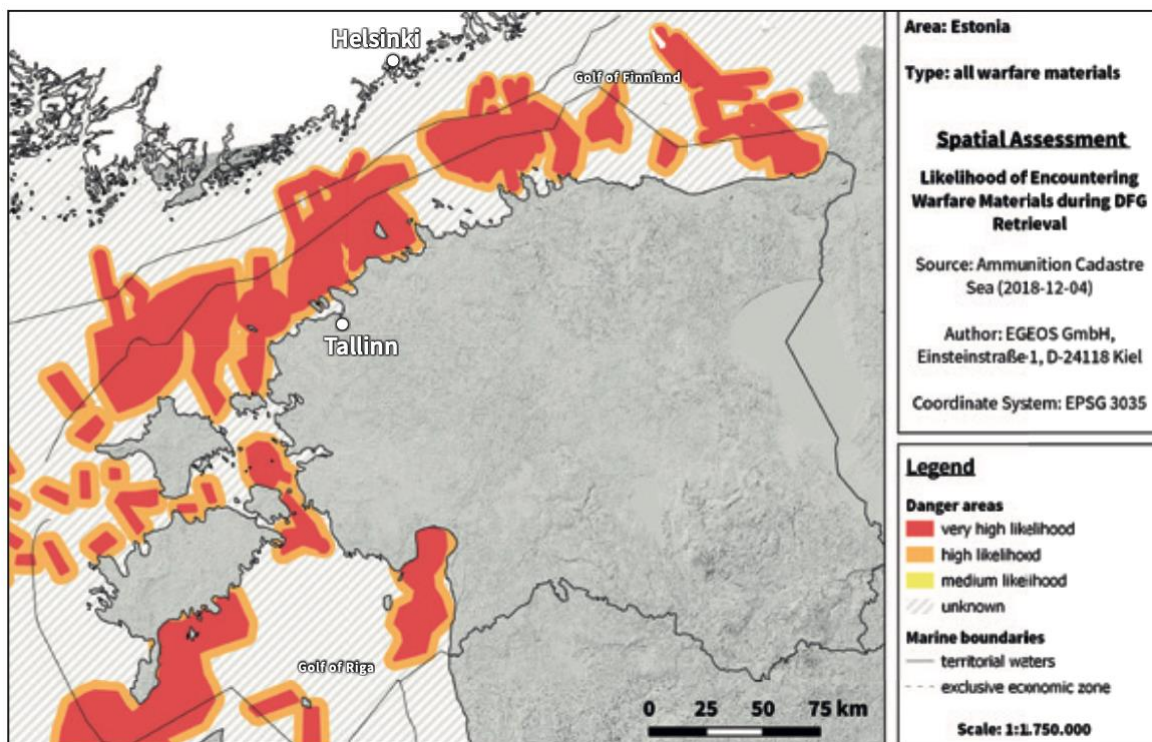 Helsinki
Golf of Finnland
Tallinn
Golf of Riga
0 25 50 75 km
Area: Estonia
Type: all warfare materials
Spatial Assessment
Likelihood of Encountering
Warfare Materials during DFG
Retrieval
Source: Ammunition Cadastre
Sea (2018-12-04)
Author: EGEOS GmbH,
Einsteinstraße 1, D-24118 Kiel
Coordinate System: EPSG 3035
Legend
Danger areas
very high likelihood
high likelihood
medium likelihood
unknown
Marine boundaries
territorial waters
exclusive economic zone
Scale: 1:1.750.000